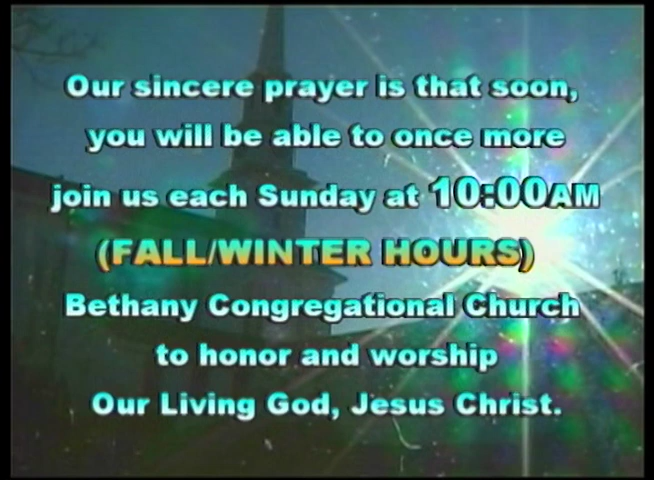 Our sincere prayer is that soon,
you will be able to once more
join us each Sunday at 10:00AM
(FALL/WINTER HOURS)
Bethany Congregational Church
to honor and worship
Our Living God, Jesus Christ.